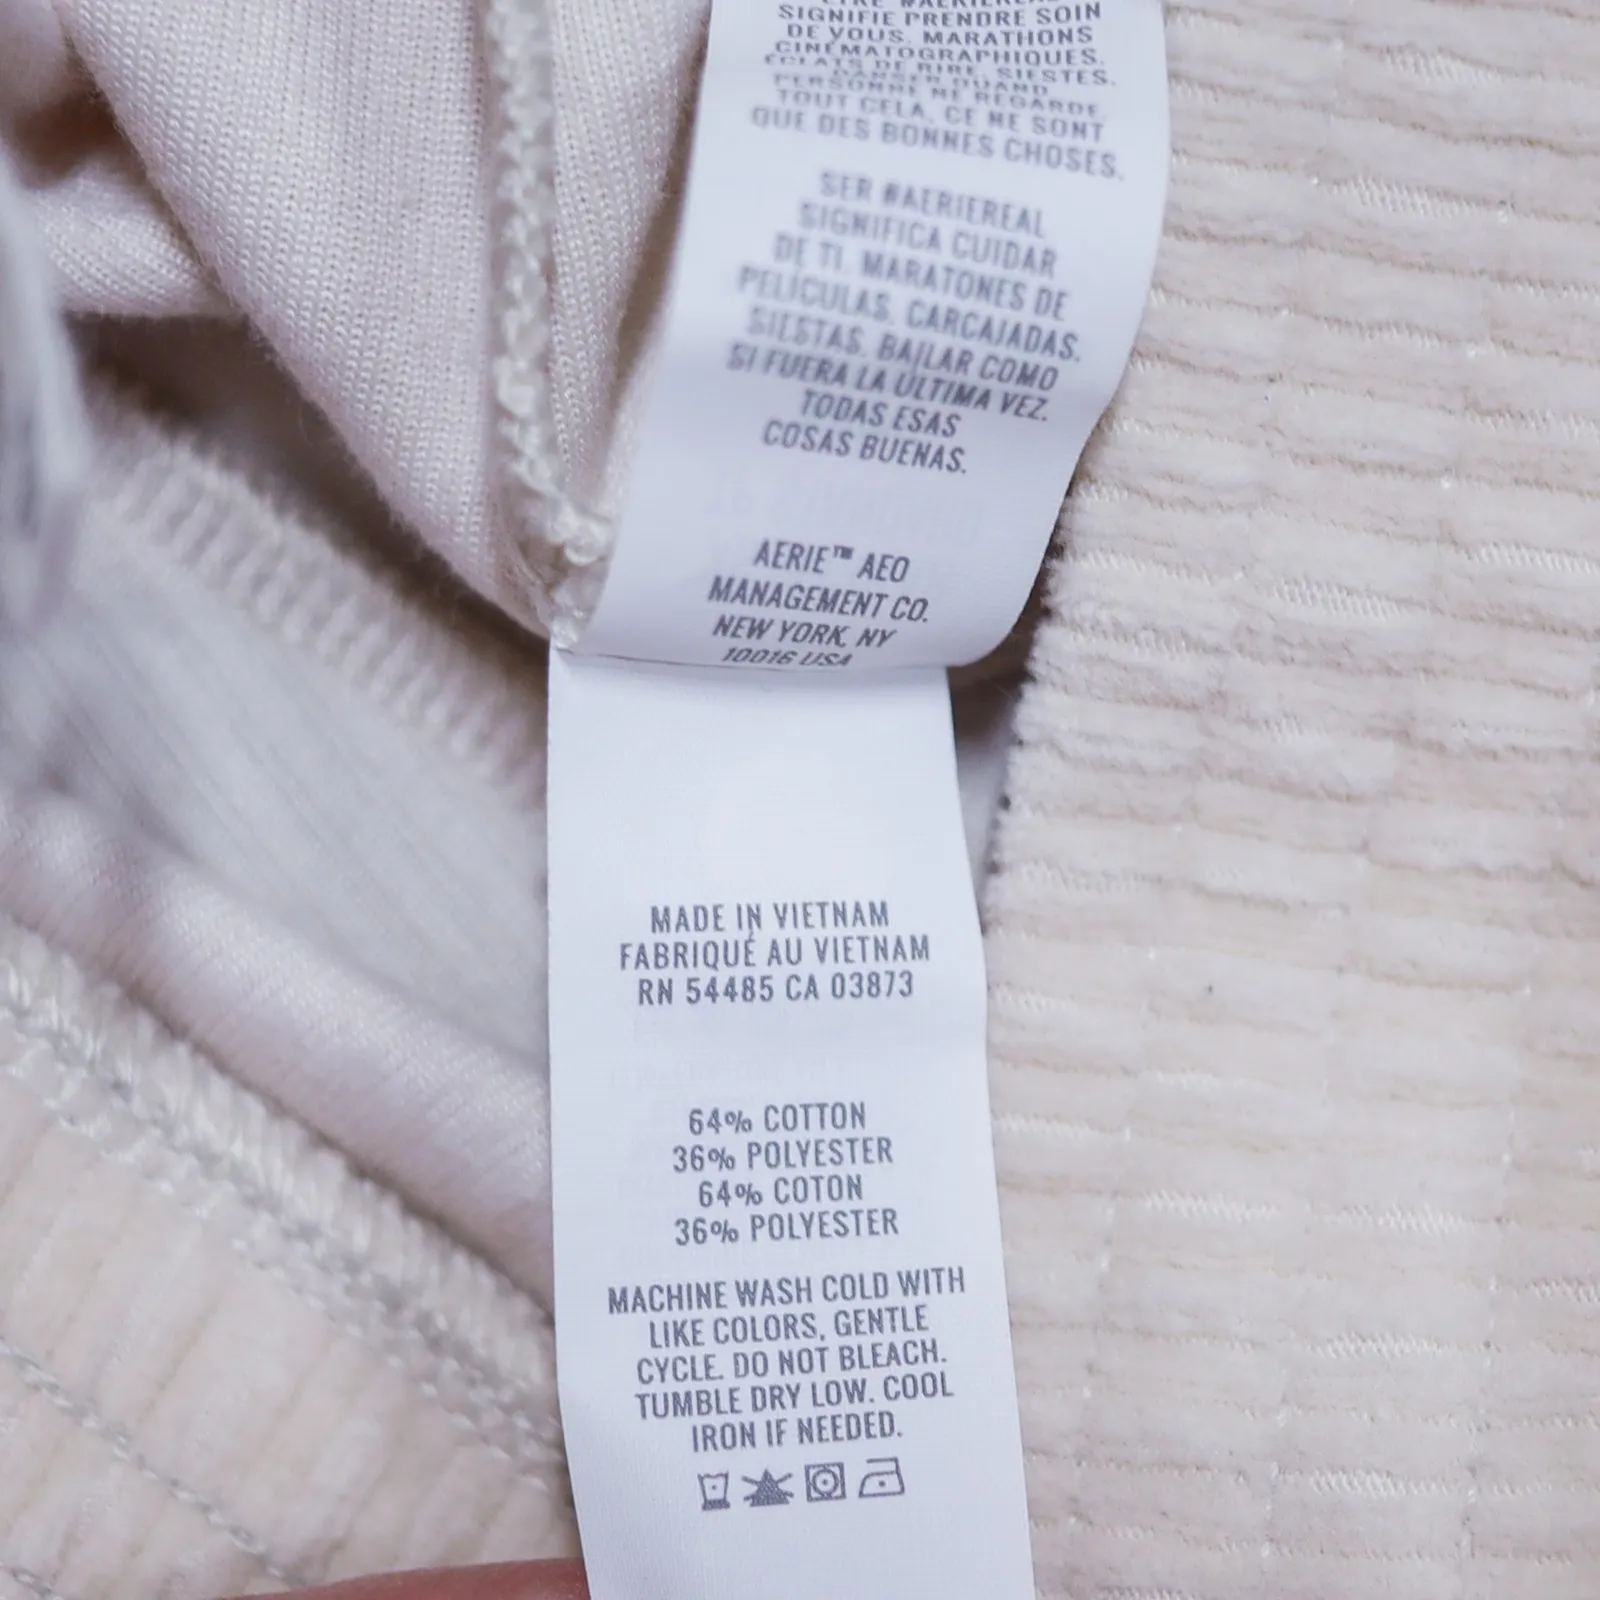 SIGNIFIE PRENDRE SOIN
DE VOUS. MARATHONS
CINÉMATOGRAPHIQUES.
ÉCLATS DE RIRE, SIESTES.
DANSER QUAND
PERSONNE NE REGARDE.
TOUT CELA, CE NE SONT
QUE DES BONNES CHOSES.
SER #AERIEREAL
SIGNIFICA CUIDAR
DE TI. MARATONES DE
PELÍCULAS. CARCAJADAS.
SIESTAS. BAILAR COMO
SI FUERA LA ÚLTIMA VEZ.
TODAS ESAS
COSAS BUENAS.
AERIE™ AEO
MANAGEMENT CO.
NEW YORK, NY
10016 USA
MADE IN VIETNAM
FABRIQUÉ AU VIETNAM
RN 54485 CA 03873
64% COTTON
36% POLYESTER
64% COTON
36% POLYESTER
MACHINE WASH COLD WITH
LIKE COLORS, GENTLE
CYCLE. DO NOT BLEACH.
TUMBLE DRY LOW. COOL
IRON IF NEEDED.